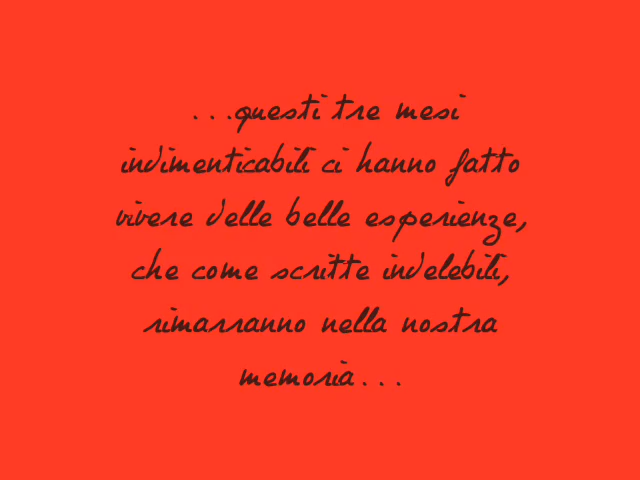 ...questi tre mesi
indimenticabili ci hanno fatto
vivere delle belle esperienze,
che come scritte indelebili,
rimarranno nella nostra
memoria...